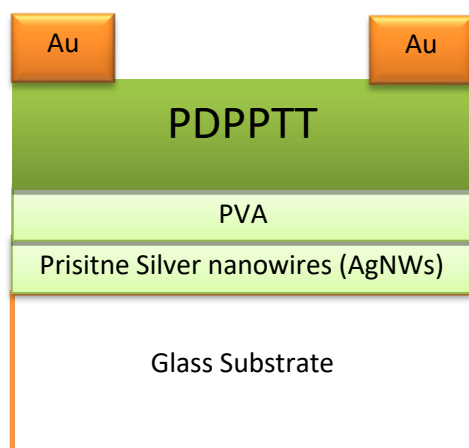 Au
Au
PDPPTT
PVA
Prisitne Silver nanowires (AgNWs)
Glass Substrate